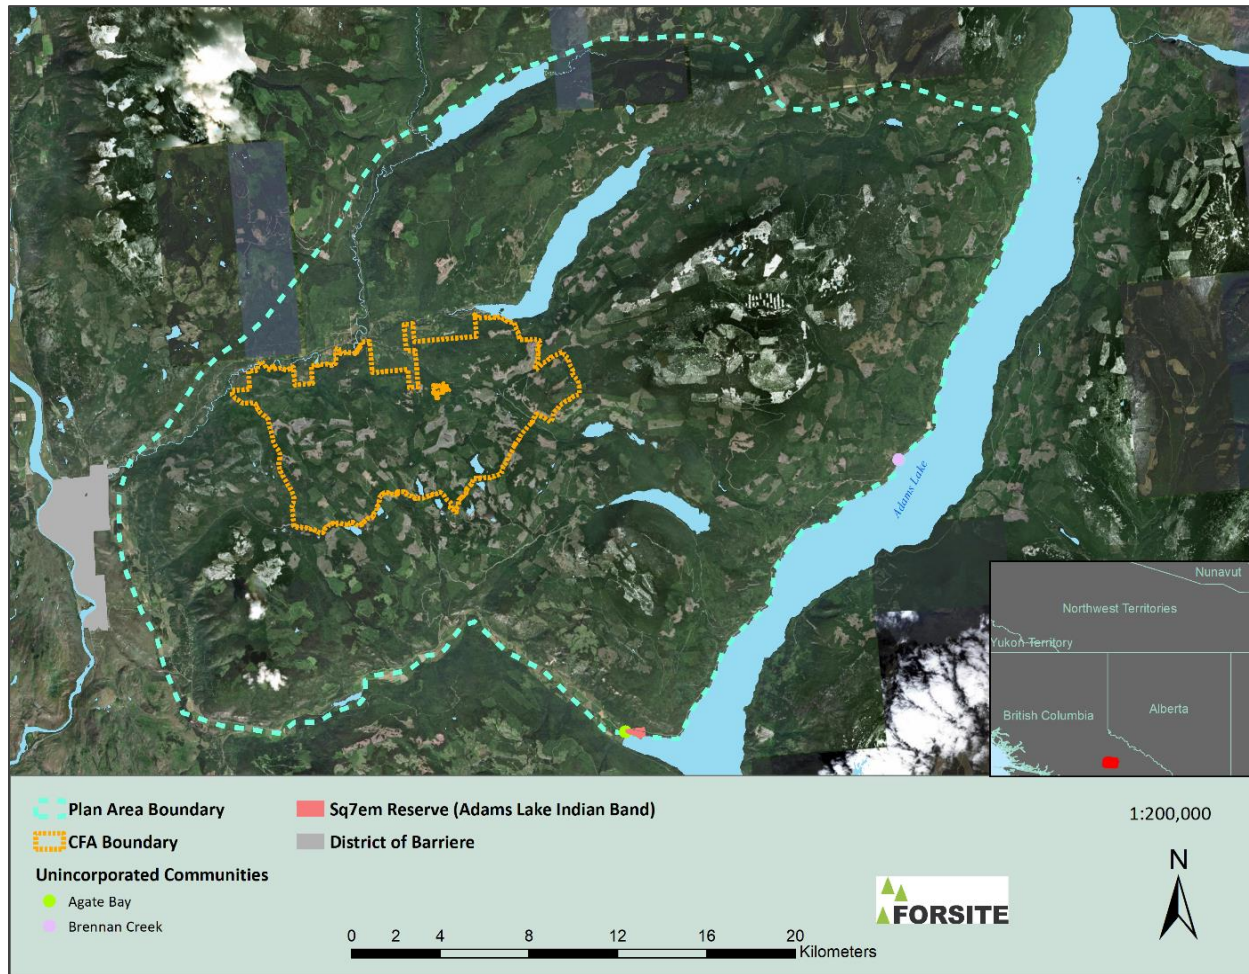 Adams Lake
Nunavut
Northwest Territories
Yukon Territory
British Columbia
Alberta
Plan Area Boundary
CFA Boundary
Unincorporated Communities
Agate Bay
Brennan Creek
Sq7em Reserve (Adams Lake Indian Band)
District of Barriere
1:200,000
N
FORSITE
0 2 4 8 12 16 20
Kilometers